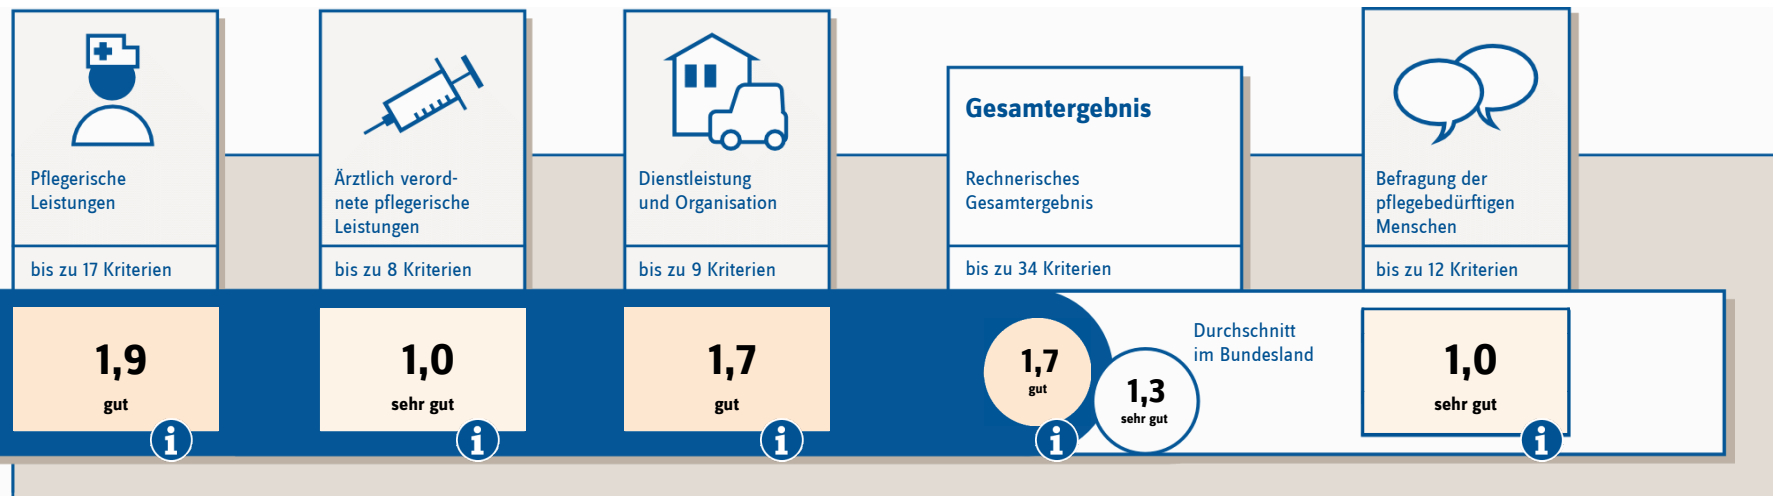 Pflegerische
Leistungen
bis zu 17 Kriterien
1,9
gut
i
Ärztlich verord-
nete pflegerische
Leistungen
bis zu 8 Kriterien
1,0
sehr gut
i
Dienstleistung
und Organisation
bis zu 9 Kriterien
1,7
gut
i
Gesamtergebnis
Rechnerisches
Gesamtergebnis
bis zu 34 Kriterien
1,7
gut
i
1,3
sehr gut
Durchschnitt
im Bundesland
Befragung der
pflegebedürftigen
Menschen
bis zu 12 Kriterien
1,0
sehr gut
i